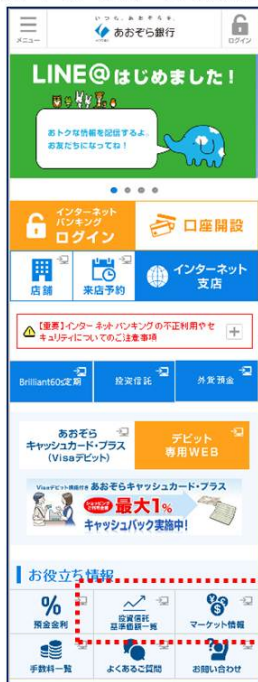 いつも、あおぞらを。
あおぞら銀行
メニュー
ログイン
LINE@はじめました!
おトクな情報を配信するよ。
お友だちになってね!
インターネット
バンキング
ログイン
口座開設
店舗
来店予約
インターネット
支店
【重要】インターネットバンキングの不正利用やセ
キュリティについてのご注意事項
Brilliant60s定期
投資信託
外貨預金
あおぞら
キャッシュカード・プラス
(Visaデビット)
デビット
専用WEB
Visaデビット機能付き あおぞらキャッシュカード・プラス
最大1%
キャッシュバック実施中!
お役立ち情報
預金金利
投資信託
基準価額一覧
マーケット情報
手数料一覧
よくあるご質問
お問い合わせ